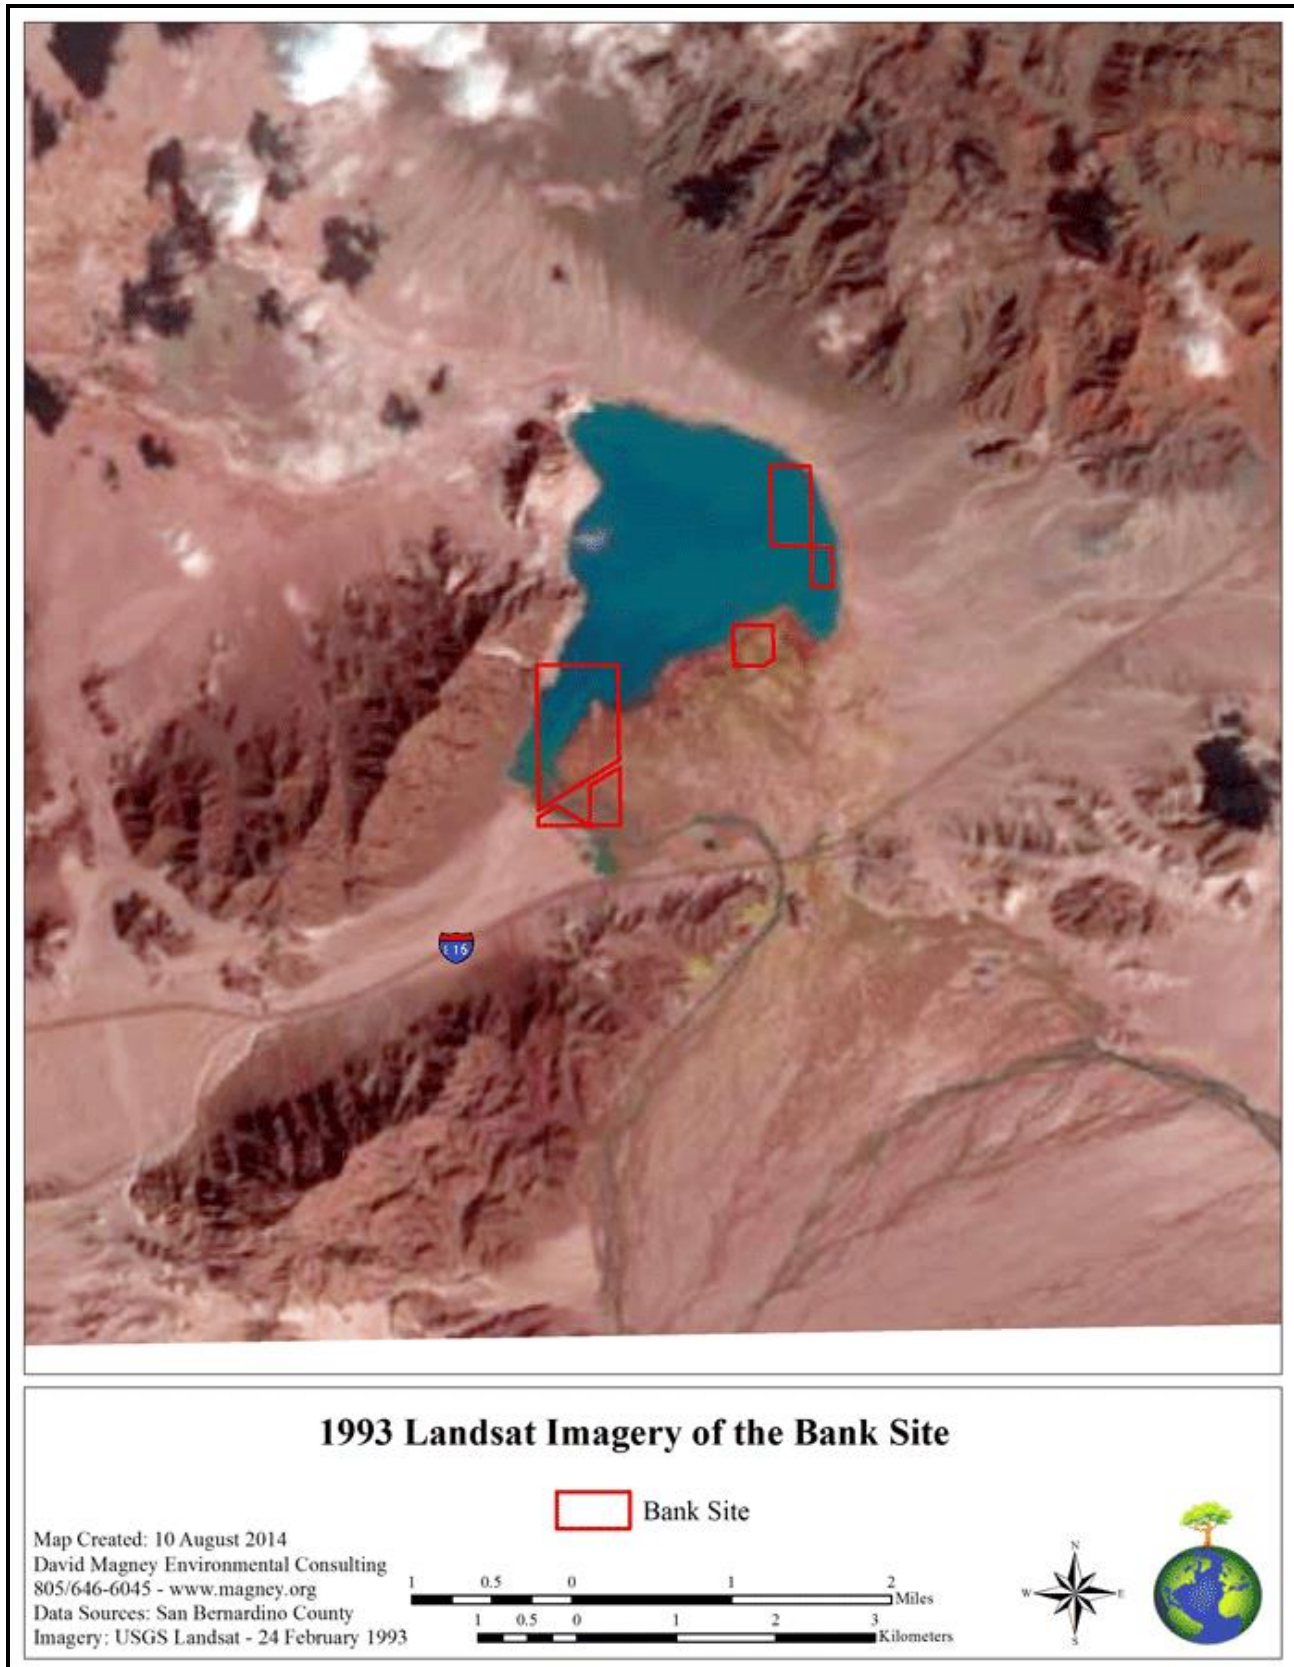 E 15
1993 Landsat Imagery of the Bank Site
Bank Site
Map Created: 10 August 2014
David Magney Environmental Consulting
805/646-6045 - www.magney.org
Data Sources: San Bernardino County
Imagery: USGS Landsat - 24 February 1993
1 0.5 0 1 2
Miles
1 0.5 0 1 2 3
Kilometers
N
W E
S